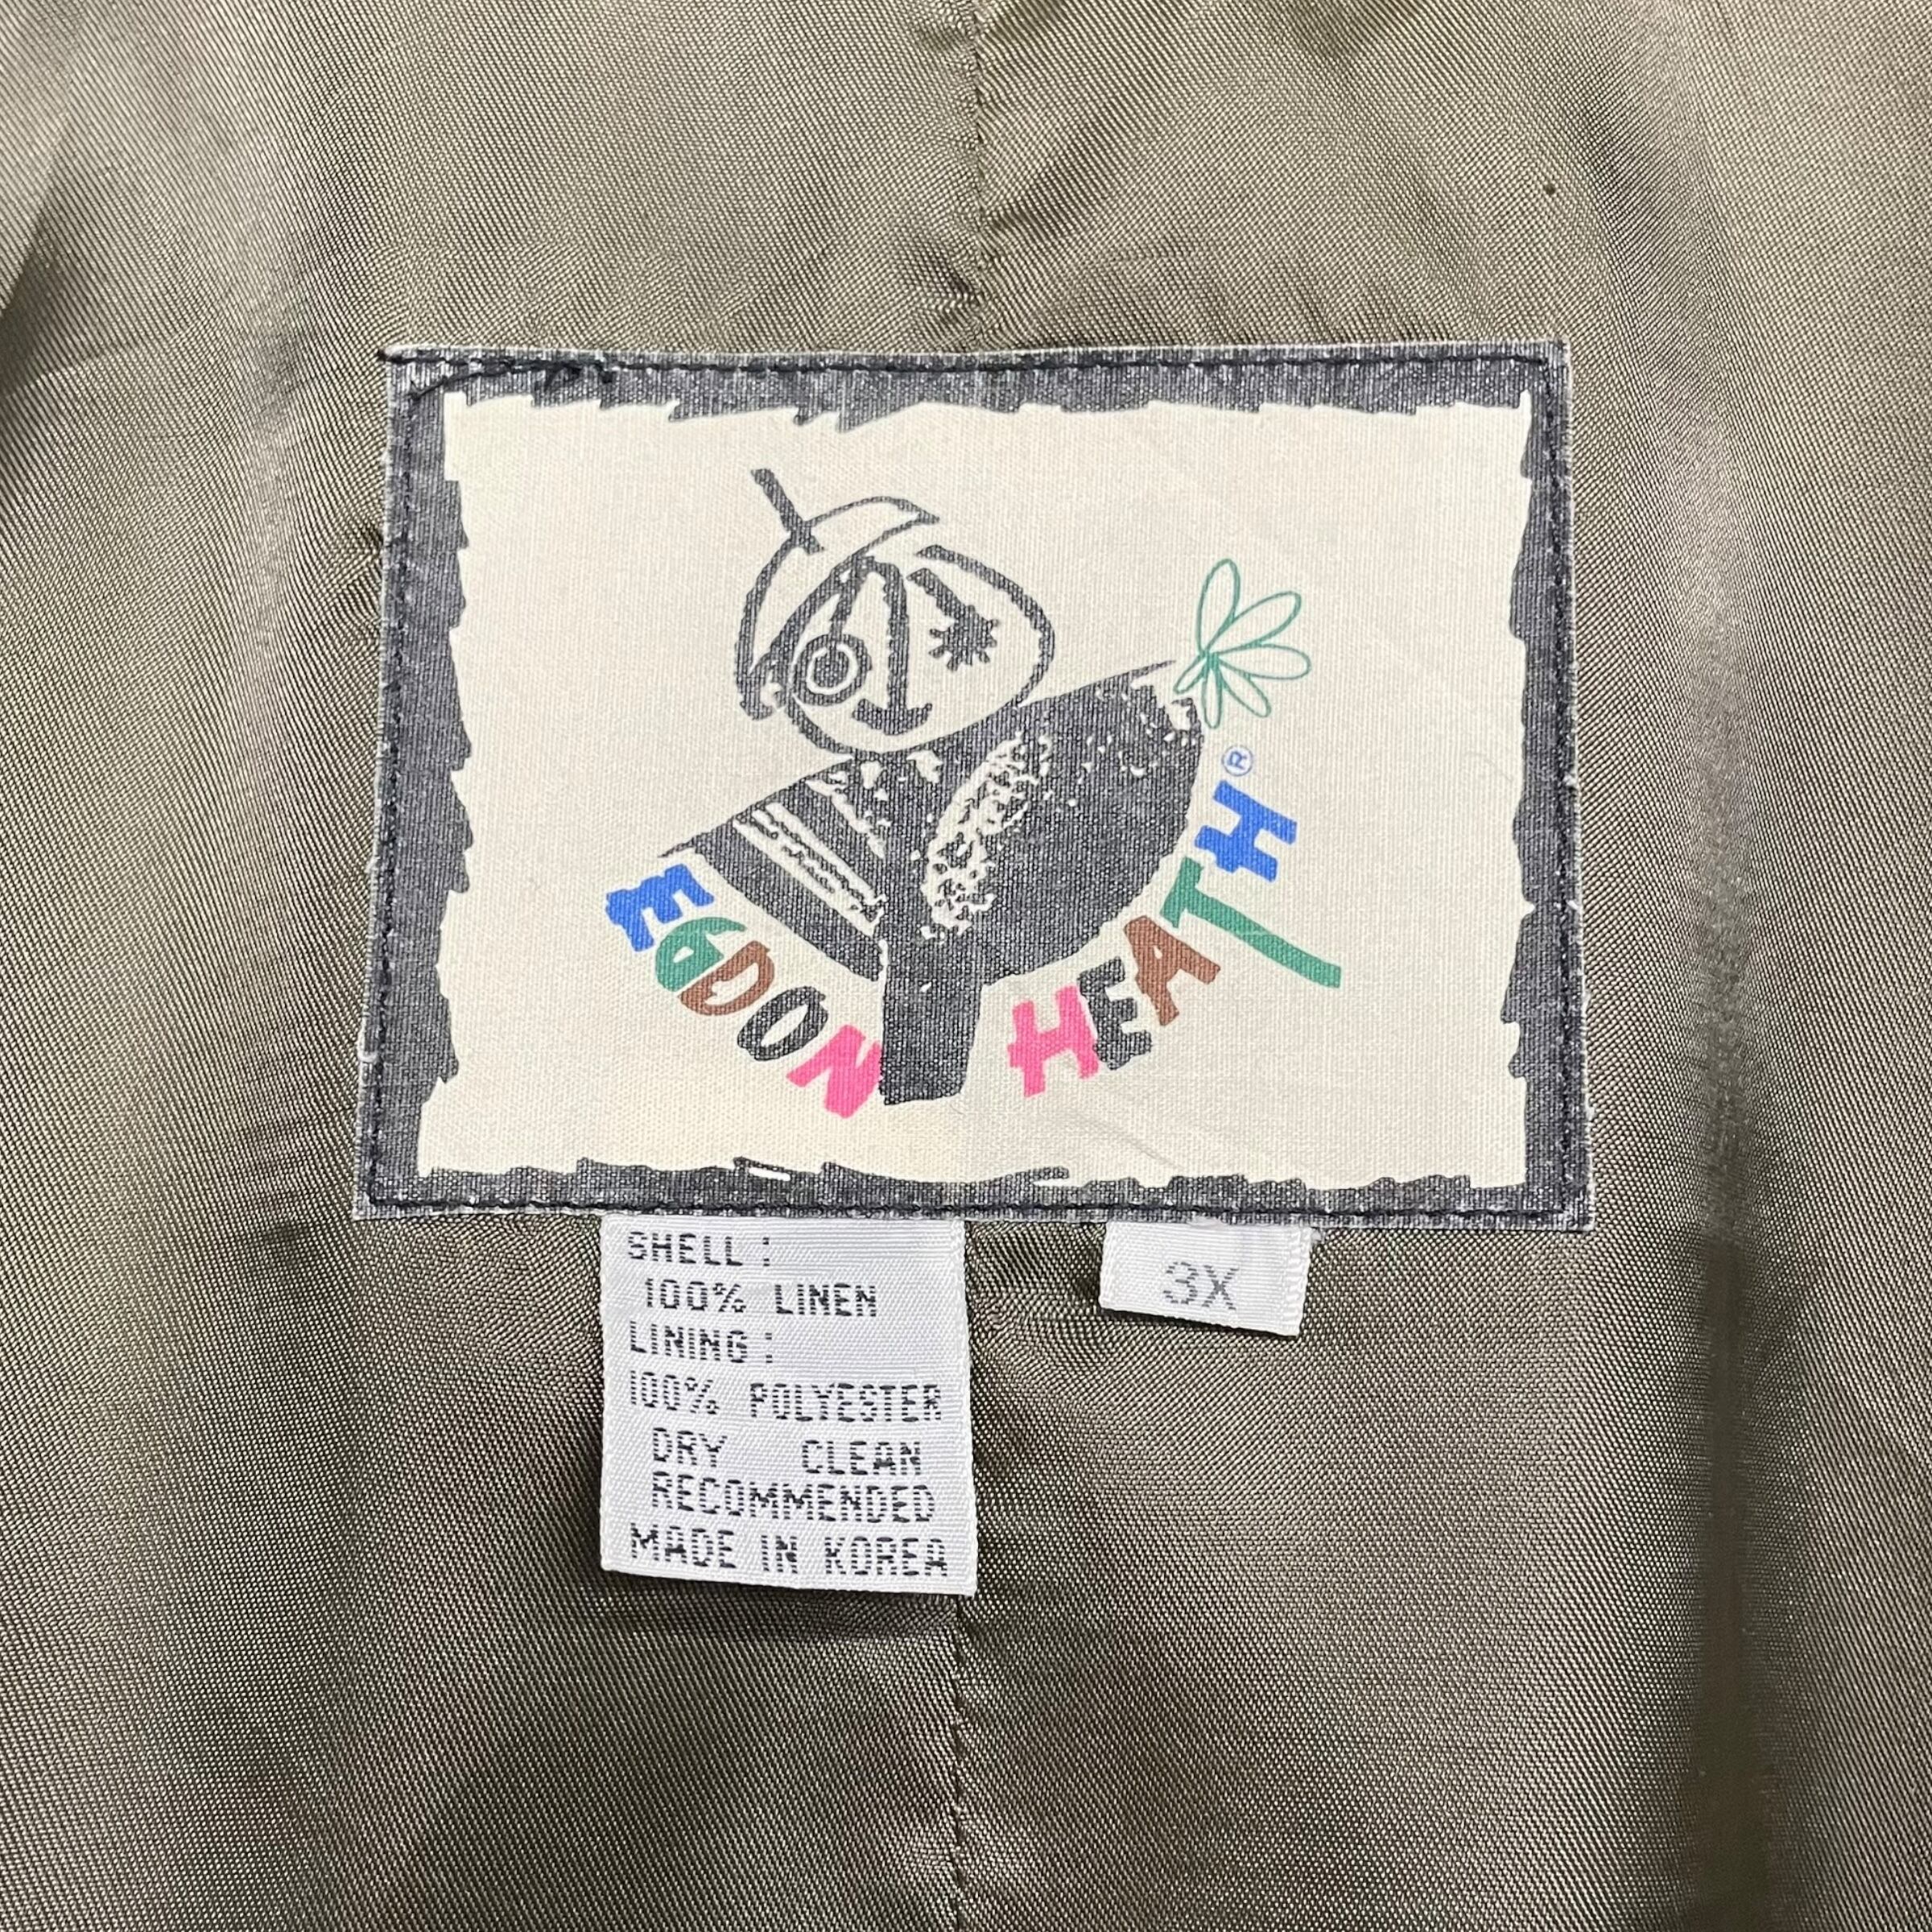 EGDON HEATH®
SHELL:
100% LINEN
LINING:
100% POLYESTER
DRY CLEAN
RECOMMENDED
MADE IN KOREA
3X